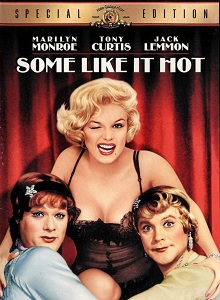 SPECIAL EDITION
MARILYN MONROE TONY CURTIS JACK LEMMON
SOME LIKE IT HOT